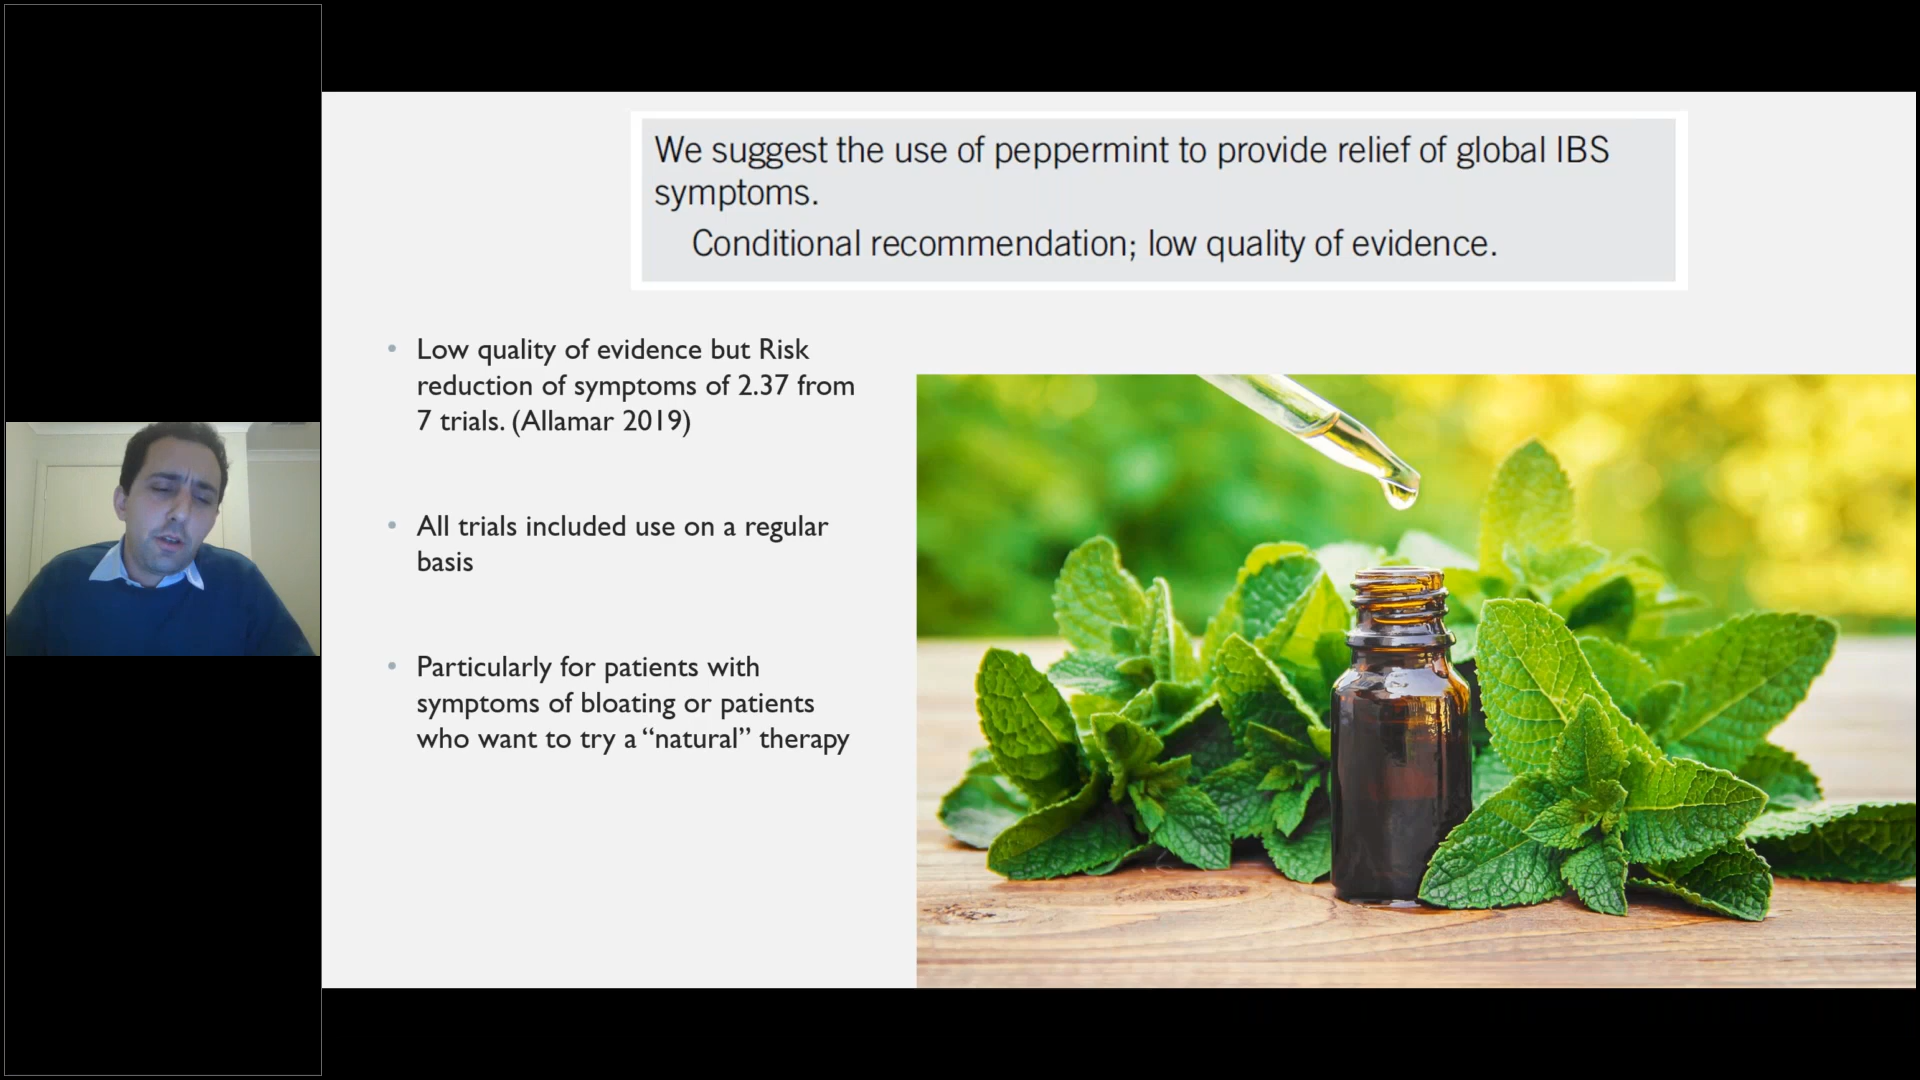 We suggest the use of peppermint to provide relief of global IBS
symptoms.
Conditional recommendation; low quality of evidence.
• Low quality of evidence but Risk
reduction of symptoms of 2.37 from
7 trials. (Allamar 2019)
• All trials included use on a regular
basis
• Particularly for patients with
symptoms of bloating or patients
who want to try a “natural” therapy